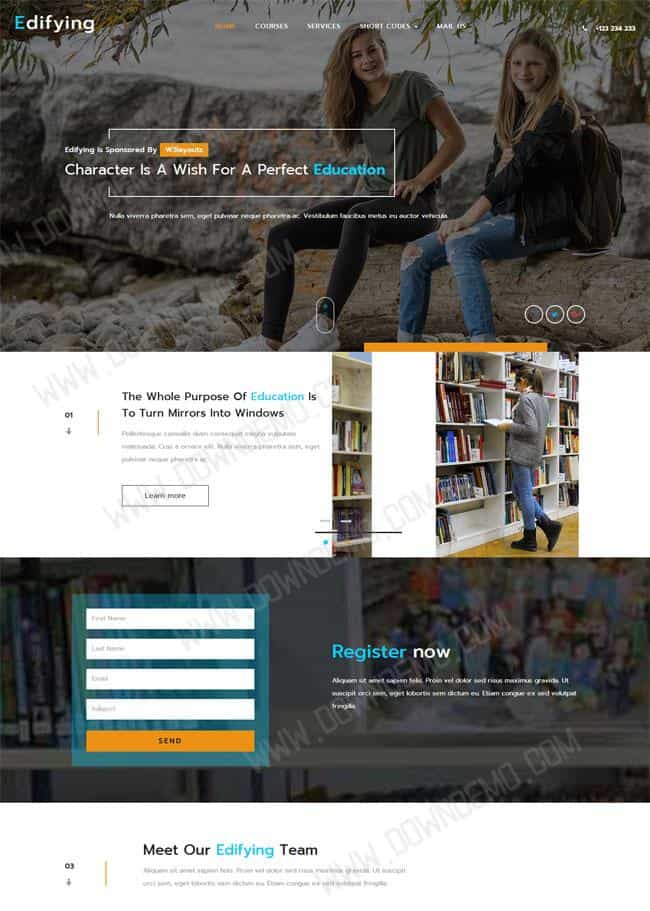 Edifying
HOME COURSES SERVICES SHORT CODES MAIL US
+123 234 233
Edifying Is Sponsored By W3layouts
Character Is A Wish For A Perfect Education
Nulla viverra pharetra sem, eget pulvinar neque pharetra ac. Vestibulum faucibus metus eu auctor vehicula.
01
The Whole Purpose Of Education Is
To Turn Mirrors Into Windows
Pellentesque convallis diam consequat magna vulputate
malesuada. Cras a ornare elit. Nulla viverra pharetra sem, eget
pulvinar neque pharetra ac.
Learn more
First Name
Last Name
Email
Subject
SEND
Register now
Aliquam sit amet sapien felis. Proin vel dolor sed risus maximus gravida. Ut
suscipit orci sem, eget lobortis sem dictum eu. Etiam congue ex sed volutpat
fringilla.
03
Meet Our Edifying Team
Aliquam sit amet sapien felis. Proin vel dolor sed risus maximus gravida. Ut suscipit
orci sem, eget lobortis sem dictum eu. Etiam congue ex sed volutpat fringilla.
WWW.DOWNDEMO.COM